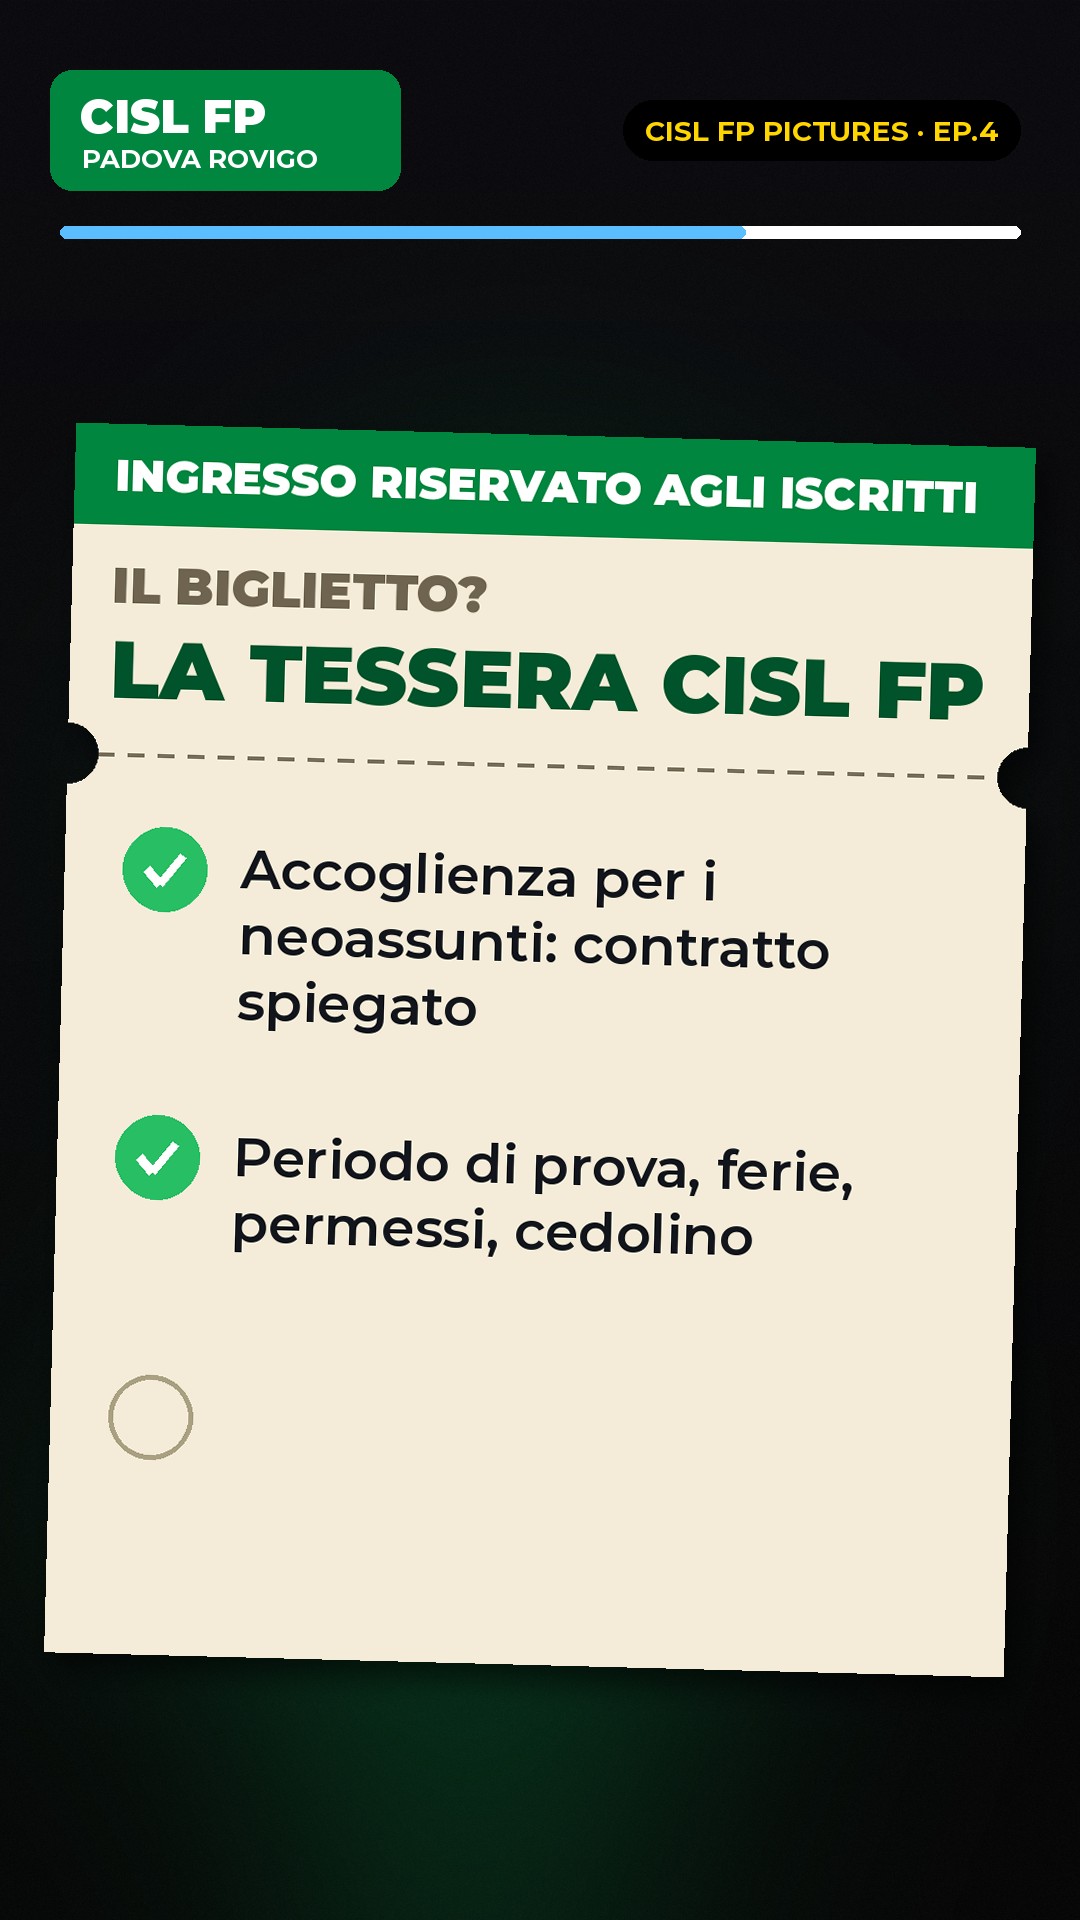 CISL FP
PADOVA ROVIGO
CISL FP PICTURES · EP.4
INGRESSO RISERVATO AGLI ISCRITTI
IL BIGLIETTO?
LA TESSERA CISL FP
Accoglienza per i
neoassunti: contratto
spiegato
Periodo di prova, ferie,
permessi, cedolino